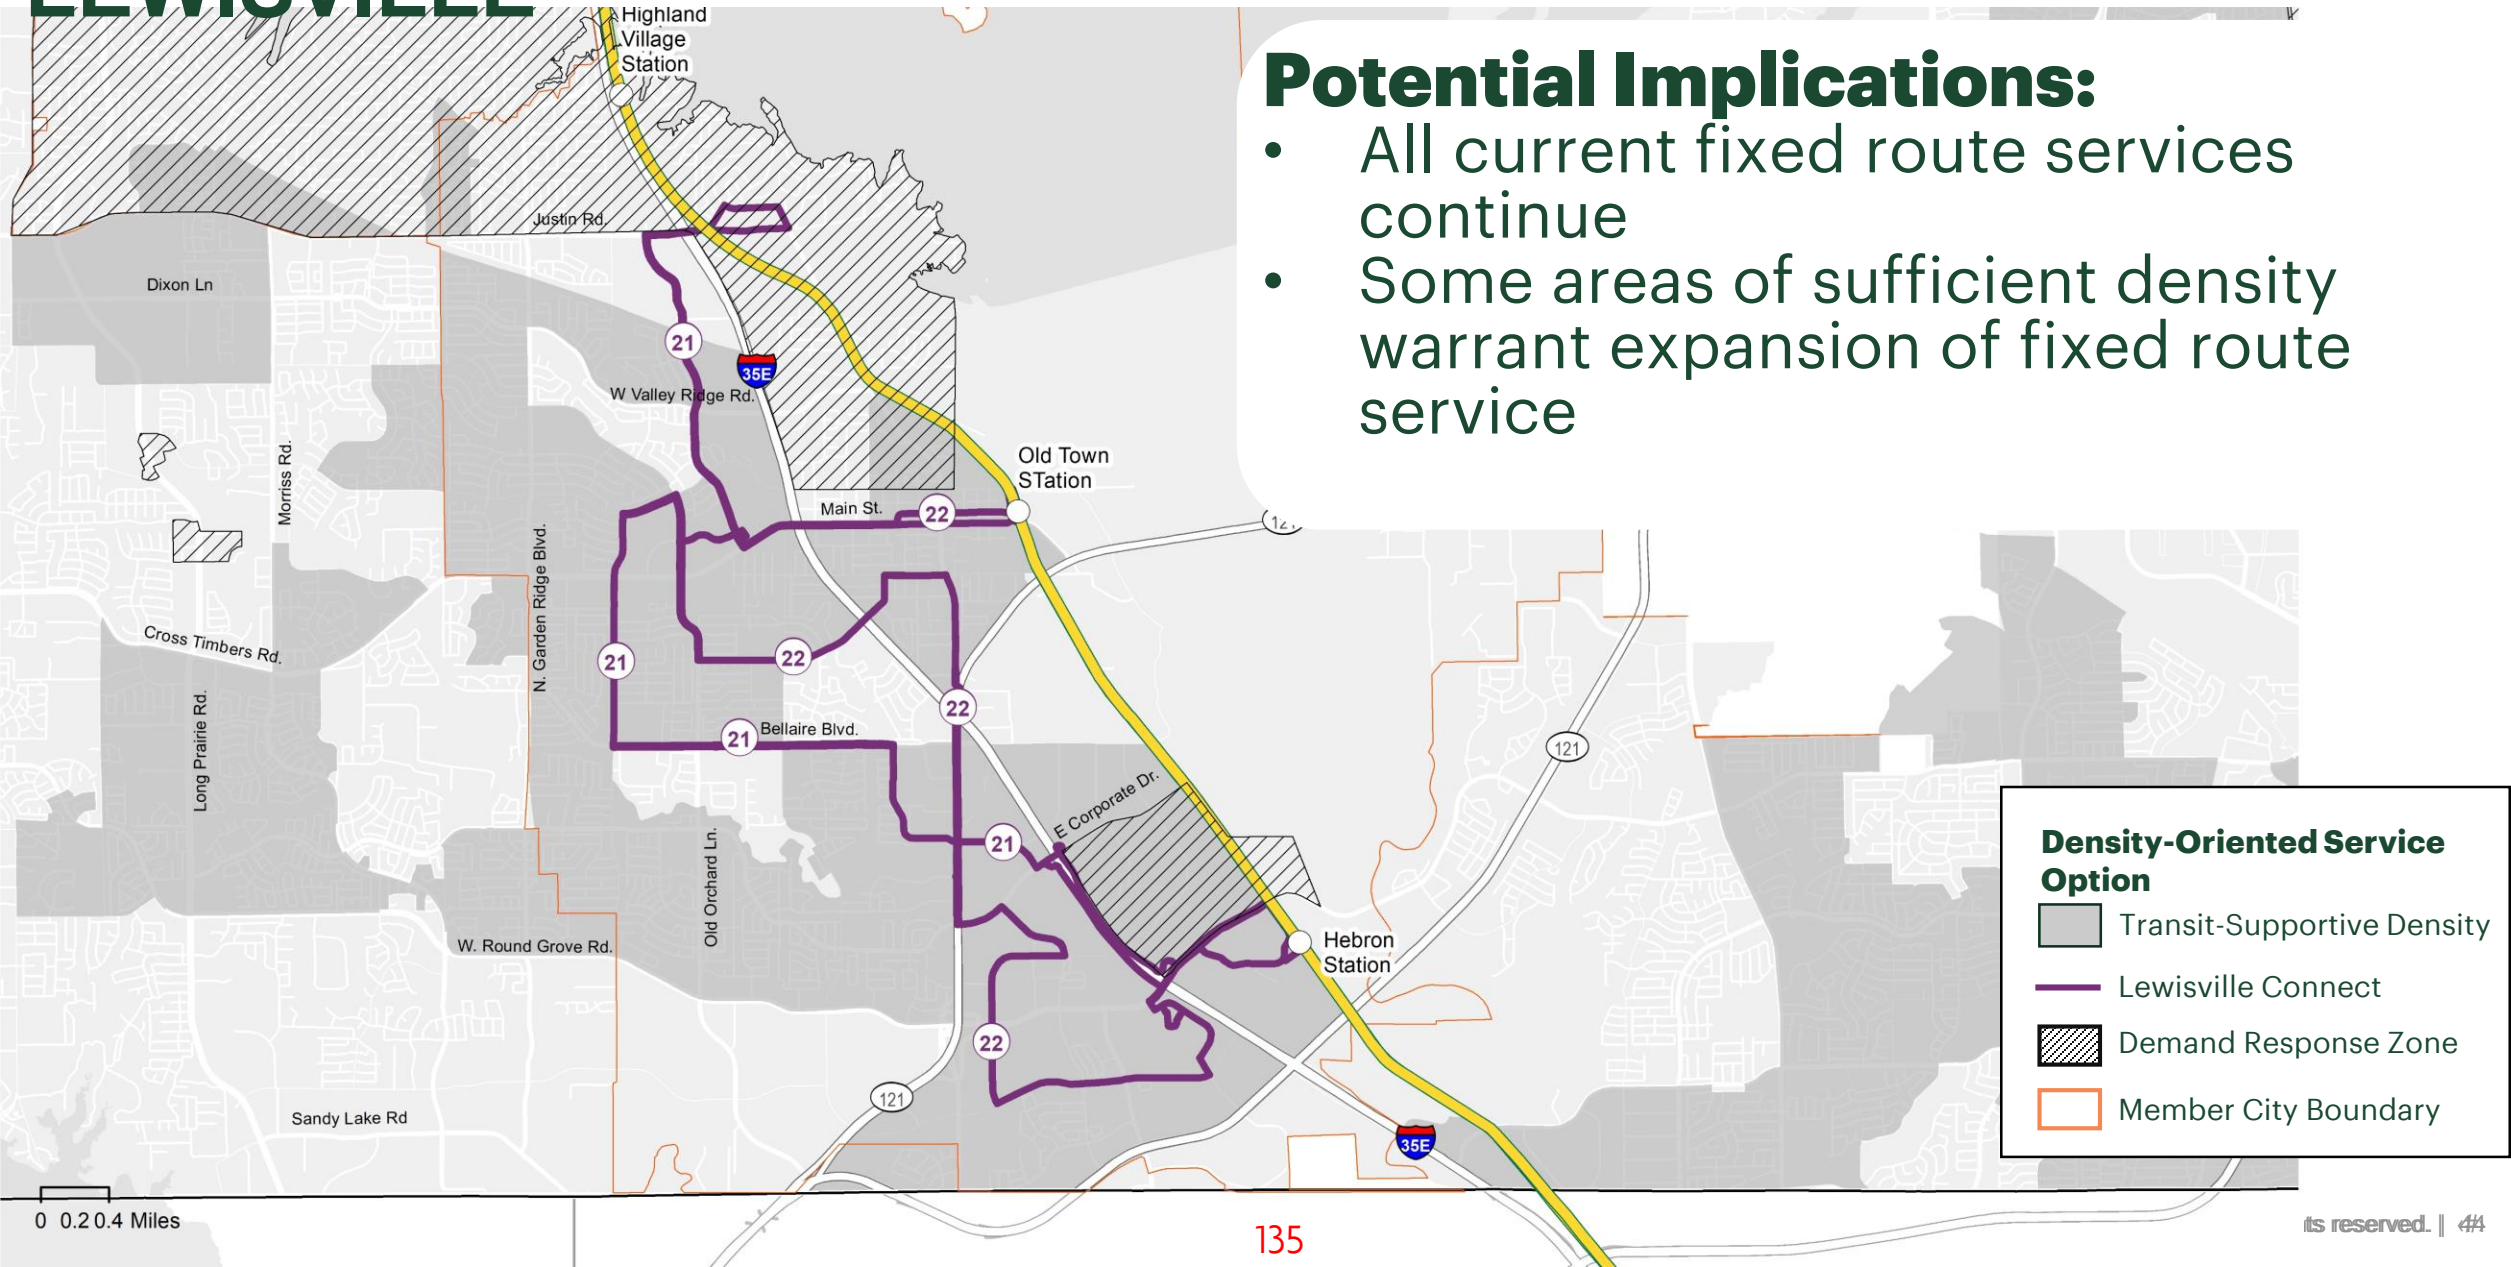 LEWISVILLE
Highland
Village
Station
Potential Implications:
• All current fixed route services
continue
• Some areas of sufficient density
warrant expansion of fixed route
service
Justin Rd.
Dixon Ln
21
35E
W Valley Ridge Rd.
Morriss Rd.
Old Town
STation
Main St.
22
N. Garden Ridge Blvd.
Cross Timbers Rd.
21
22
Long Prairie Rd.
22
21
Bellaire Blvd.
121
E Corporate Dr.
21
Old Orchard Ln.
W. Round Grove Rd.
Hebron
Station
22
121
Sandy Lake Rd
35E
Density-Oriented Service
Option
Transit-Supportive Density
Lewisville Connect
Demand Response Zone
Member City Boundary
0 0.2 0.4 Miles
135
ts reserved. |